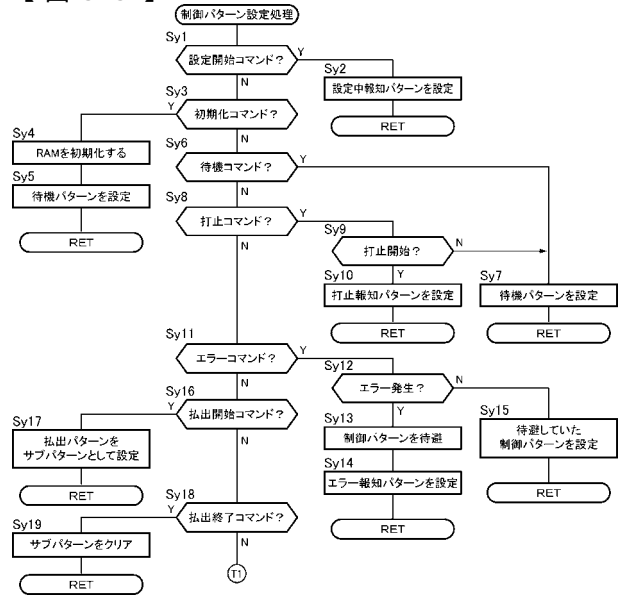 制御パターン設定処理
Sy1
設定開始コマンド？
Y
N
Sy2
設定中報知パターンを設定
RET
Sy3
初期化コマンド？
Y
N
Sy4
RAMを初期化する
Sy5
待機パターンを設定
RET
Sy6
待機コマンド？
Y
N
Sy8
打止コマンド？
Y
N
Sy9
打止開始？
N
Y
Sy10
打止報知パターンを設定
RET
Sy7
待機パターンを設定
RET
Sy11
エラーコマンド？
Y
N
Sy12
エラー発生？
N
Y
Sy13
制御パターンを待避
Sy14
エラー報知パターンを設定
RET
Sy15
待避していた
制御パターンを設定
RET
Sy16
払出開始コマンド？
Y
N
Sy17
払出パターンを
サブパターンとして設定
RET
Sy18
払出終了コマンド？
Y
N
Sy19
サブパターンをクリア
RET
T1